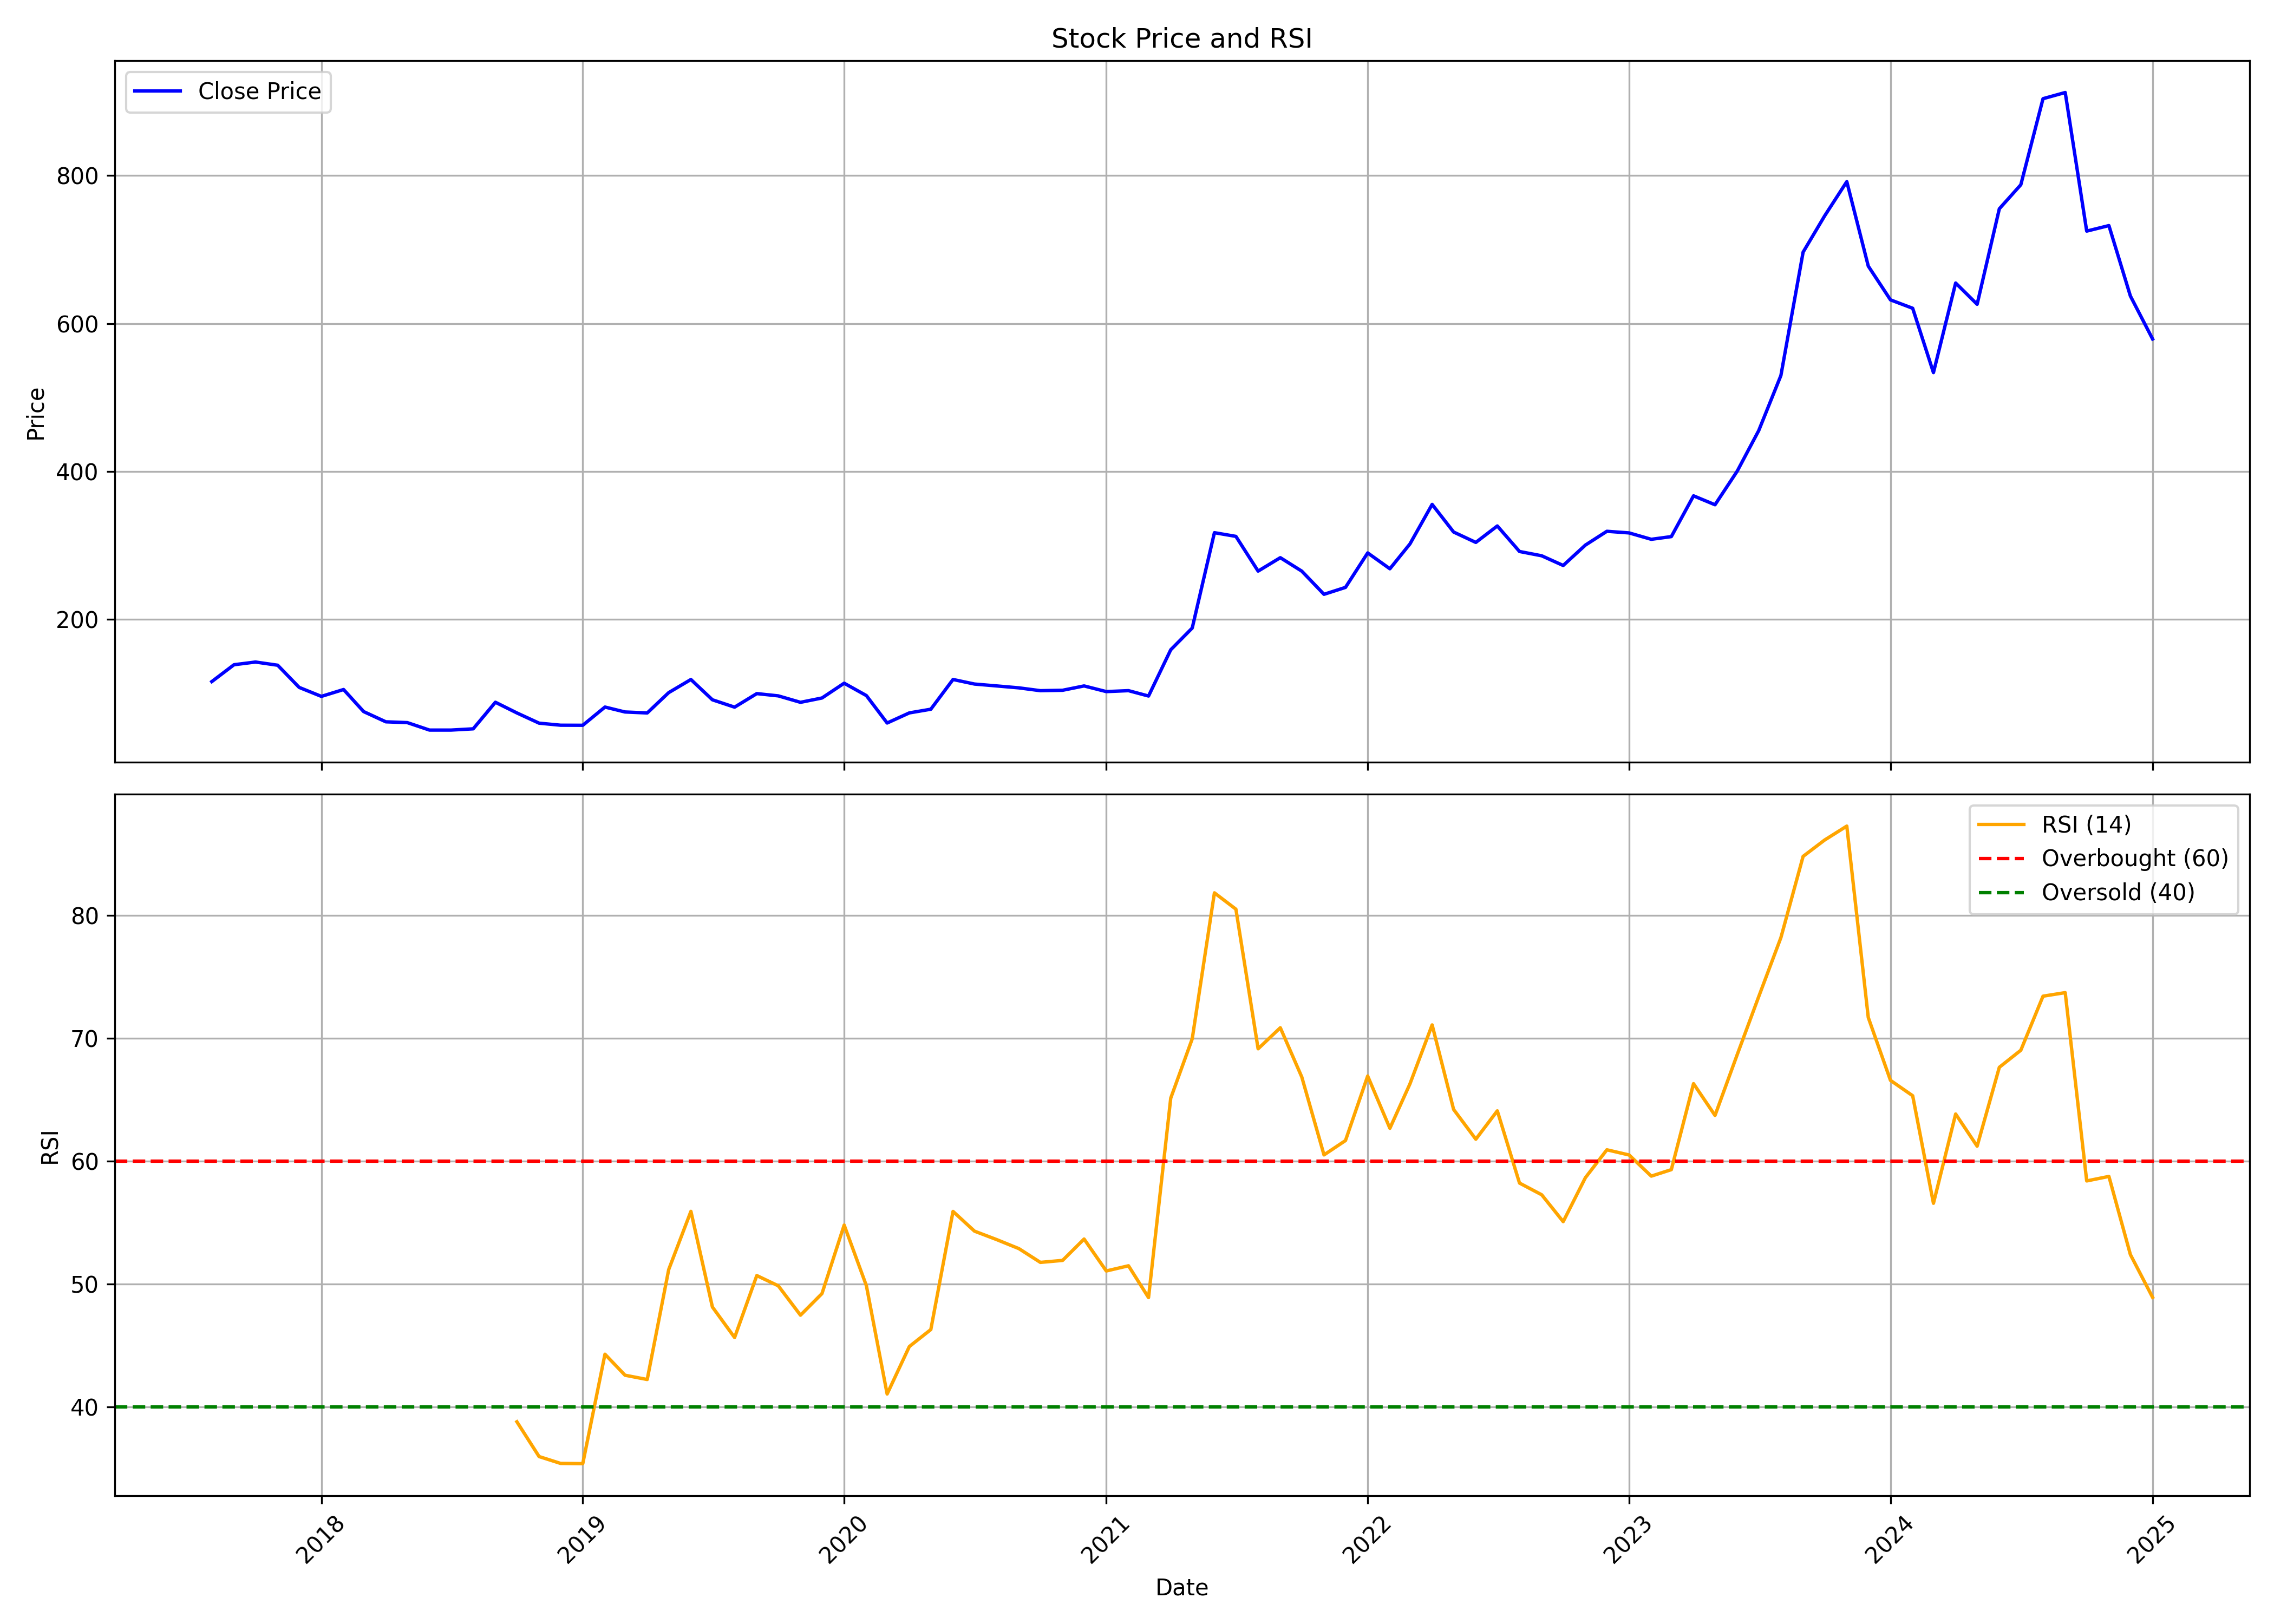 Stock Price and RSI
Close Price
Price
800
600
400
200
RSI (14)
Overbought (60)
Oversold (40)
RSI
80
70
60
50
40
2018
2019
2020
2021
2022
2023
2024
2025
Date